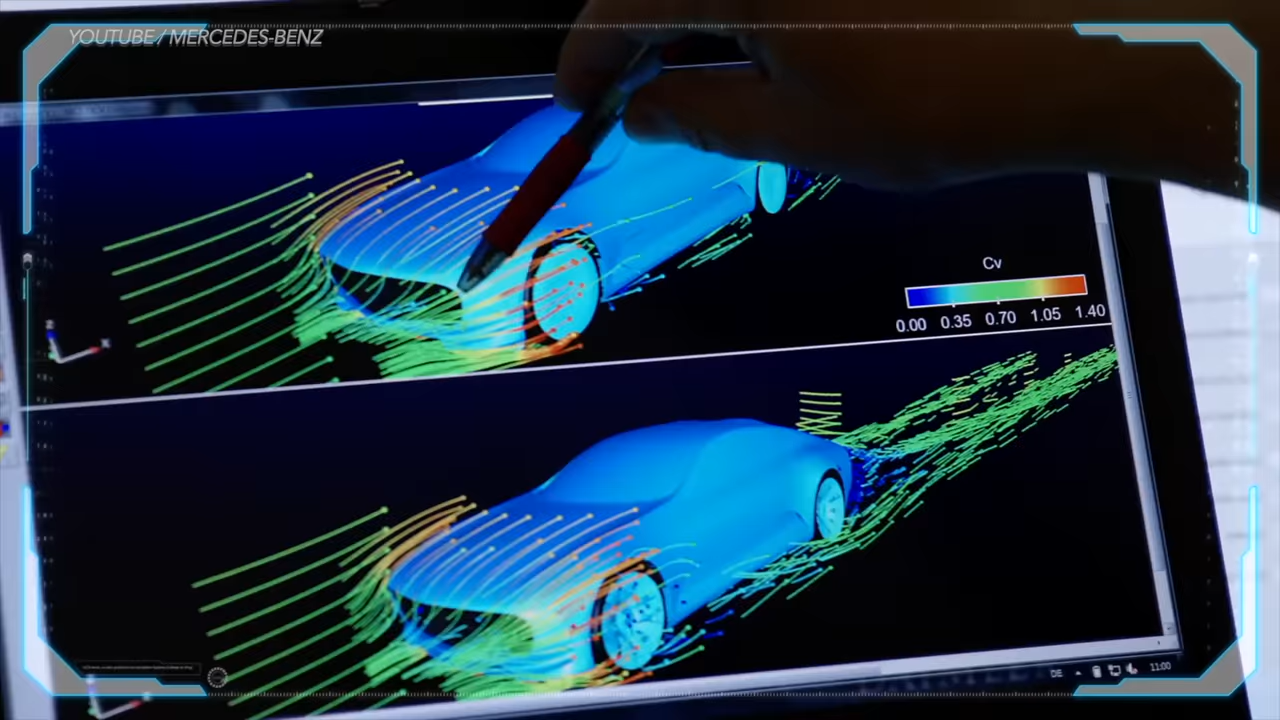 YOUTUBE / MERCEDES-BENZ
Cv
0.00 0.35 0.70 1.05 1.40
Z
X
DE 11:00